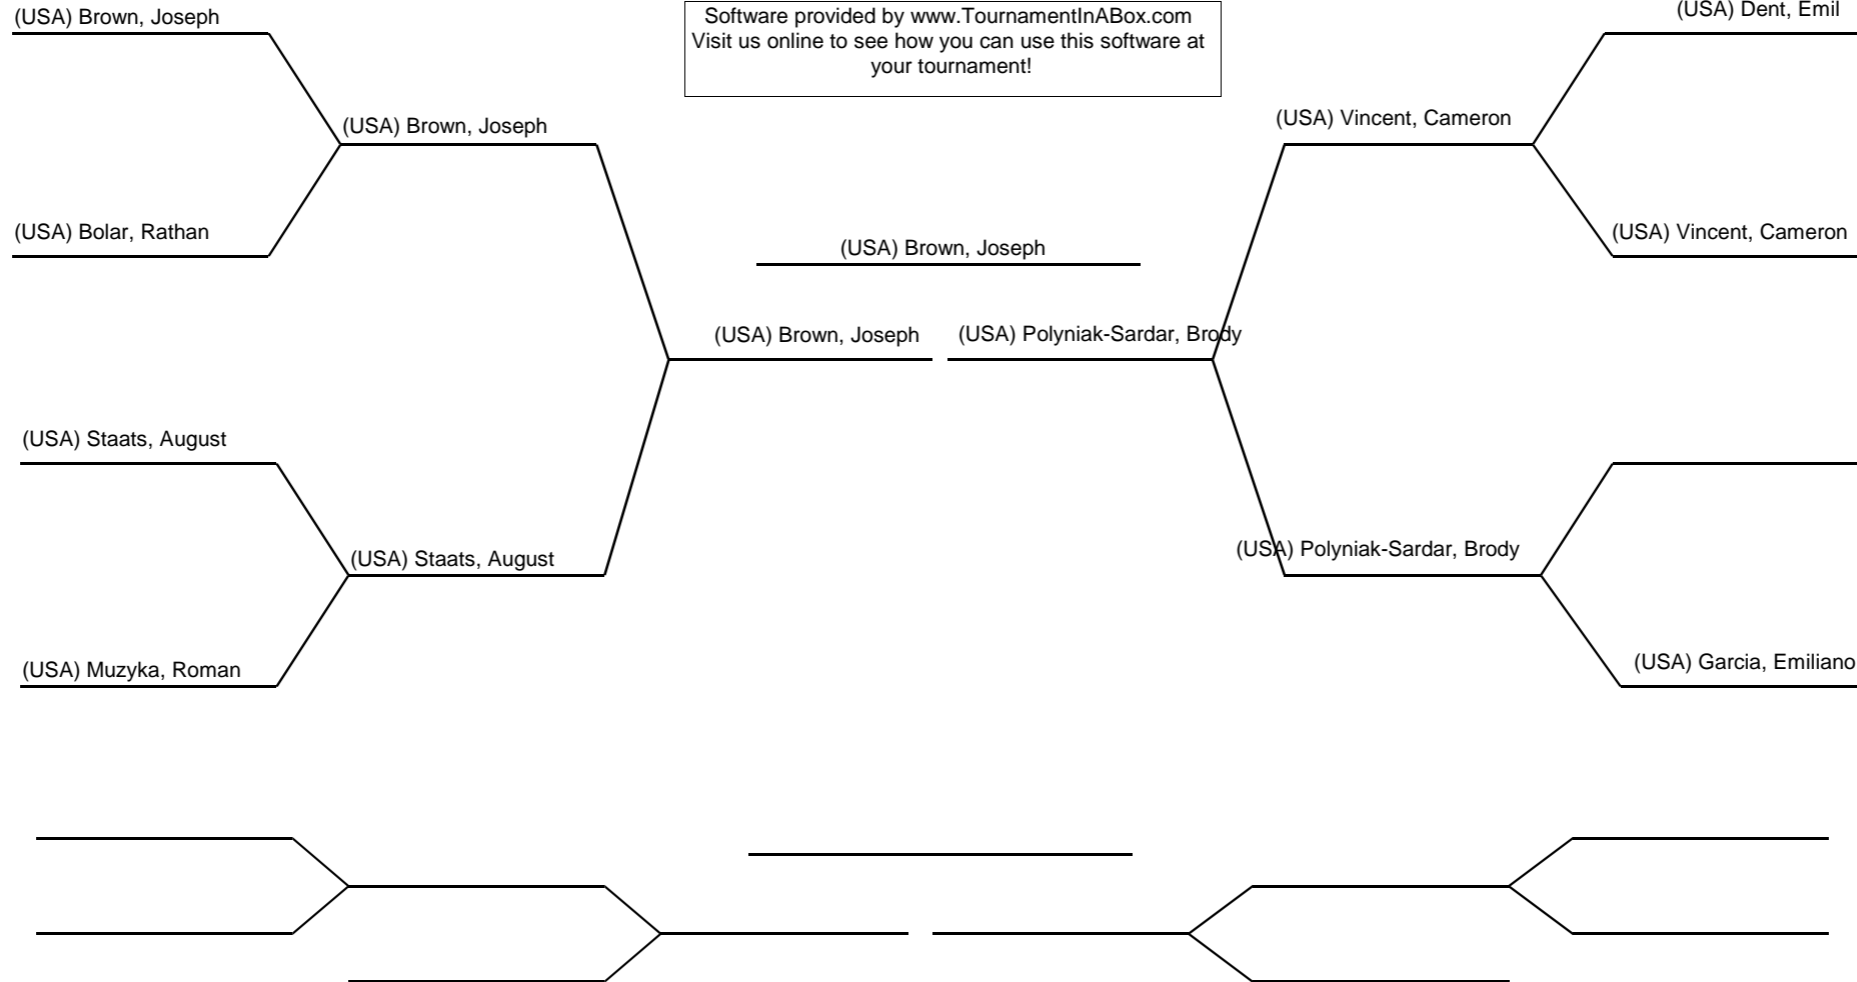 (USA) Brown, Joseph
Software provided by www.TournamentInABox.com
Visit us online to see how you can use this software at
your tournament!
(USA) Dent, Emil
(USA) Brown, Joseph
(USA) Vincent, Cameron
(USA) Bolar, Rathan
(USA) Vincent, Cameron
(USA) Brown, Joseph
(USA) Brown, Joseph
(USA) Polyniak-Sardar, Brody
(USA) Staats, August
(USA) Staats, August
(USA) Polyniak-Sardar, Brody
(USA) Muzyka, Roman
(USA) Garcia, Emiliano